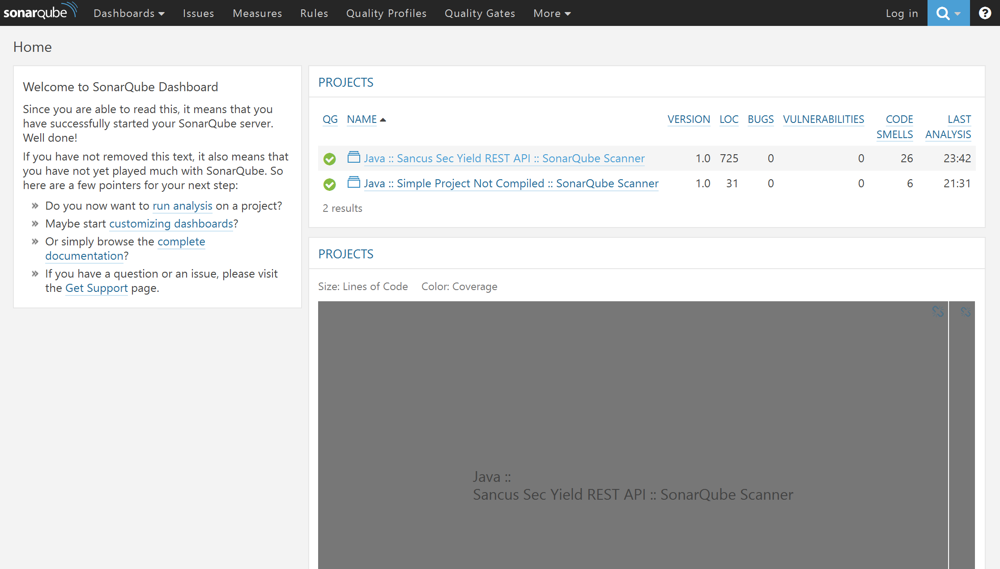 sonarqube Dashboards Issues Measures Rules Quality Profiles Quality Gates More Log in ?
Home
Welcome to SonarQube Dashboard
Since you are able to read this, it means that you
have successfully started your SonarQube server.
Well done!
If you have not removed this text, it also means that
you have not yet played much with SonarQube. So
here are a few pointers for your next step:
» Do you now want to run analysis on a project?
» Maybe start customizing dashboards?
» Or simply browse the complete
documentation?
» If you have a question or an issue, please visit
the Get Support page.
PROJECTS
QG NAME VERSION LOC BUGS VULNERABILITIES CODE SMELLS LAST ANALYSIS
Java :: Sancus Sec Yield REST API :: SonarQube Scanner 1.0 725 0 0 26 23:42
Java :: Simple Project Not Compiled :: SonarQube Scanner 1.0 31 0 0 6 21:31
2 results
PROJECTS
Size: Lines of Code Color: Coverage
Java ::
Sancus Sec Yield REST API :: SonarQube Scanner